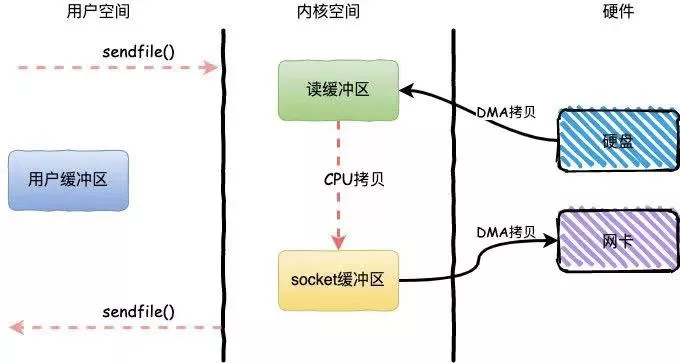 用户空间
内核空间
硬件
sendfile()
读缓冲区
DMA拷贝
硬盘
用户缓冲区
CPU拷贝
DMA拷贝
网卡
socket缓冲区
sendfile()